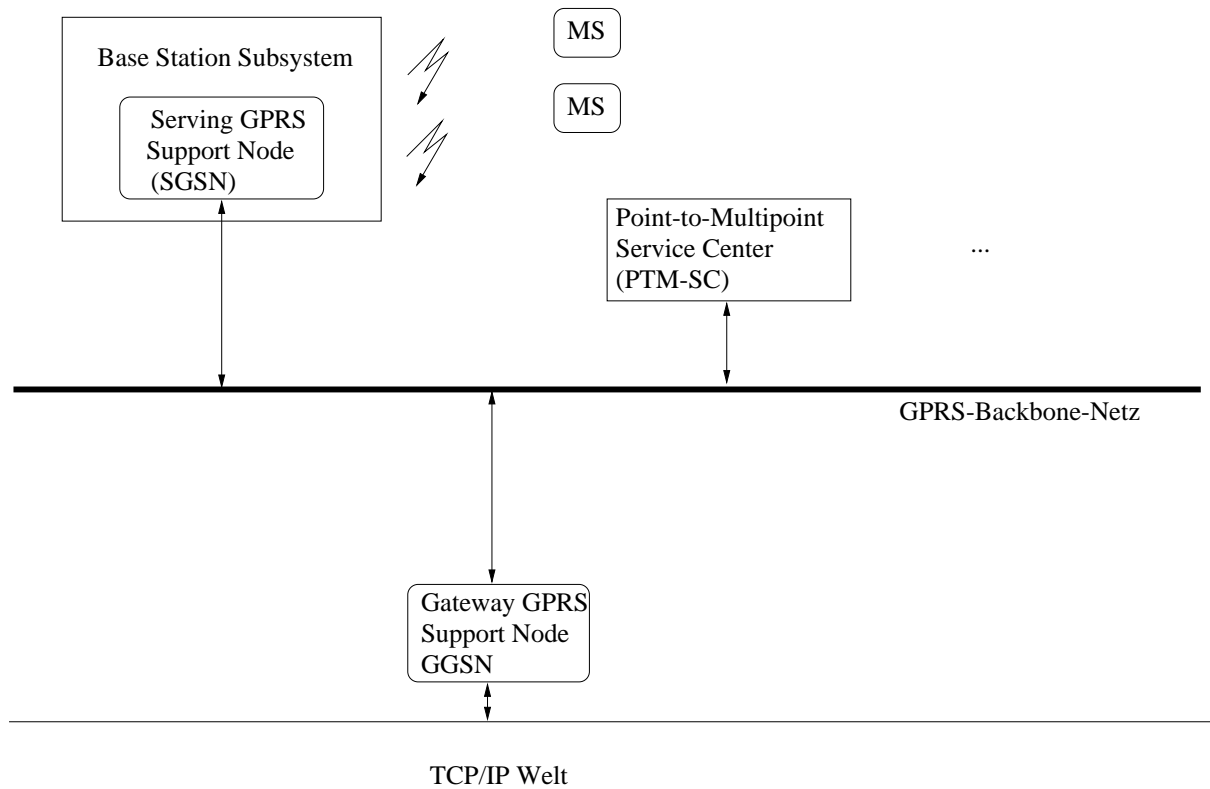 MS
Base Station Subsystem
MS
Serving GPRS
Support Node
(SGSN)
Point-to-Multipoint
Service Center
(PTM-SC)
...
GPRS-Backbone-Netz
Gateway GPRS
Support Node
GGSN
TCP/IP Welt